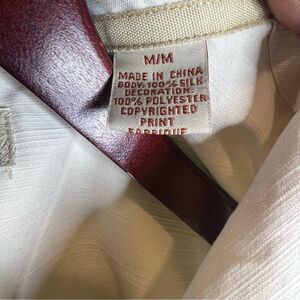 M/M
MADE IN CHINA
BODY: 100% SILK
DECORATION:
100% POLYESTER
COPYRIGHTED
PRINT
FABRIQUE